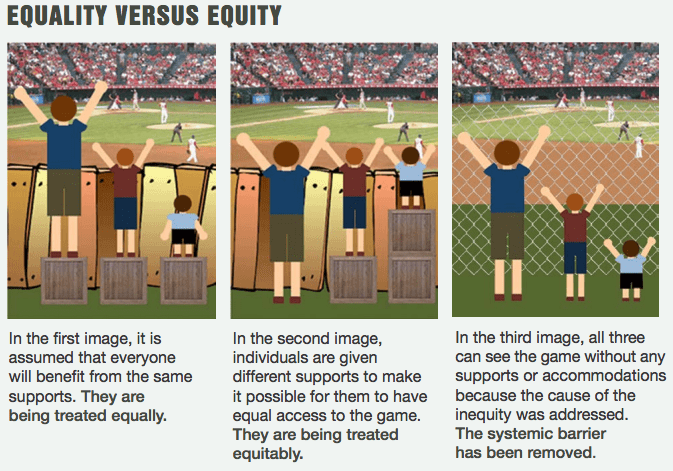 EQUALITY VERSUS EQUITY
In the first image, it is
assumed that everyone
will benefit from the same
supports. They are
being treated equally.
In the second image,
individuals are given
different supports to make
it possible for them to have
equal access to the game.
They are being treated
equitably.
In the third image, all three
can see the game without any
supports or accommodations
because the cause of the
inequity was addressed.
The systemic barrier
has been removed.